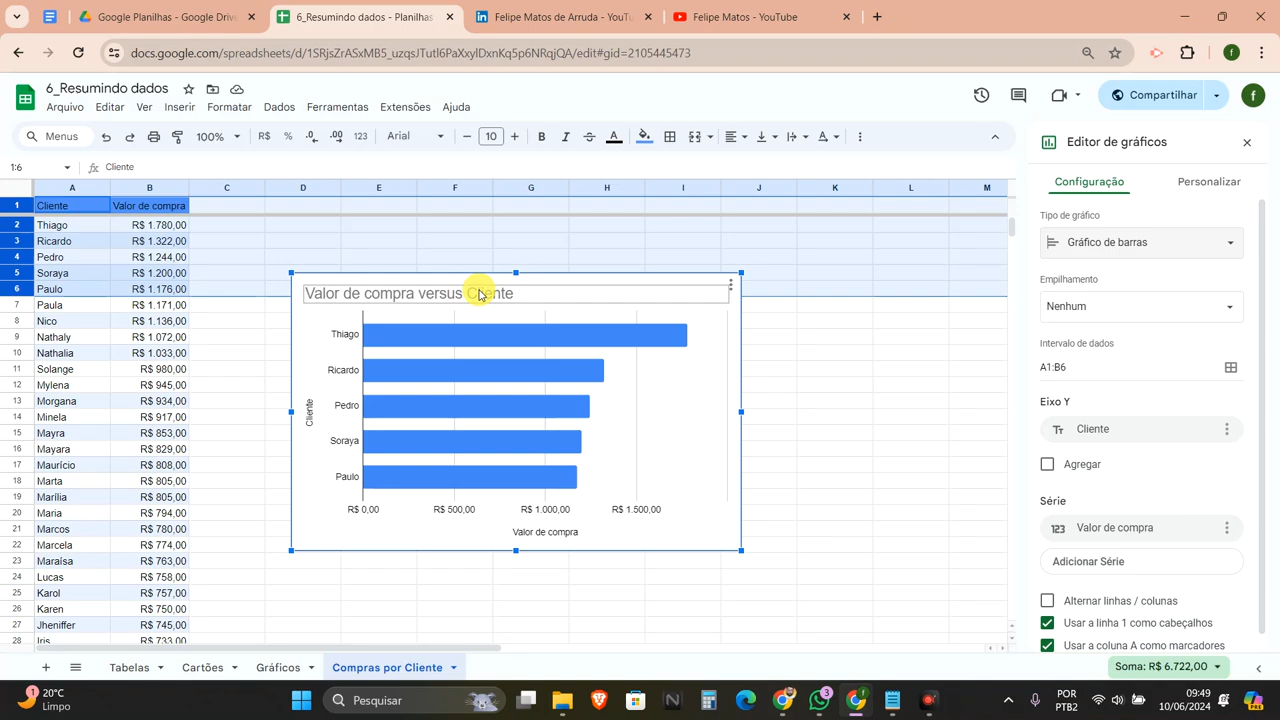 Google Planilhas - Google Drive
6_Resumindo dados - Planilhas
Felipe Matos de Arruda - YouTu
Felipe Matos - YouTube
docs.google.com/spreadsheets/d/1SRjsZrASxMB5_uzqsJTutI6PaXxyIDxnKq5p6NRqjQA/edit#gid=2105445473
f
6_Resumindo dados
Arquivo Editar Ver Inserir Formatar Dados Ferramentas Extensões Ajuda
Compartilhar
f
Menus
100%
R$ % .0 .00 123
Arial
10
B I A
1:6
fx Cliente
A B C D E F G H I J K L M
1 Cliente Valor de compra
2 Thiago R$ 1.780,00
3 Ricardo R$ 1.322,00
4 Pedro R$ 1.244,00
5 Soraya R$ 1.200,00
6 Paulo R$ 1.176,00
7 Paula R$ 1.171,00
8 Nico R$ 1.136,00
9 Nathaly R$ 1.072,00
10 Nathalia R$ 1.033,00
11 Solange R$ 980,00
12 Mylena R$ 945,00
13 Morgana R$ 934,00
14 Minela R$ 917,00
15 Mayra R$ 853,00
16 Mayara R$ 829,00
17 Maurício R$ 808,00
18 Marta R$ 805,00
19 Marília R$ 805,00
20 Maria R$ 794,00
21 Marcos R$ 780,00
22 Marcela R$ 774,00
23 Maraísa R$ 763,00
24 Lucas R$ 758,00
25 Karol R$ 757,00
26 Karen R$ 750,00
27 Jheniffer R$ 745,00
28 Iris R$ 733,00
Valor de compra versus Cliente
Cliente
Thiago
Ricardo
Pedro
Soraya
Paulo
R$ 0,00 R$ 500,00 R$ 1.000,00 R$ 1.500,00
Valor de compra
Editor de gráficos
Configuração Personalizar
Tipo de gráfico
Gráfico de barras
Empilhamento
Nenhum
Intervalo de dados
A1:B6
Eixo Y
Tт Cliente
Agregar
Série
123 Valor de compra
Adicionar Série
Alternar linhas / colunas
Usar a linha 1 como cabeçalhos
Usar a coluna A como marcadores
Tabelas Cartões Gráficos Compras por Cliente
Soma: R$ 6.722,00
20°C
Limpo
Pesquisar
3
POR
PTB2
09:49
10/06/2024